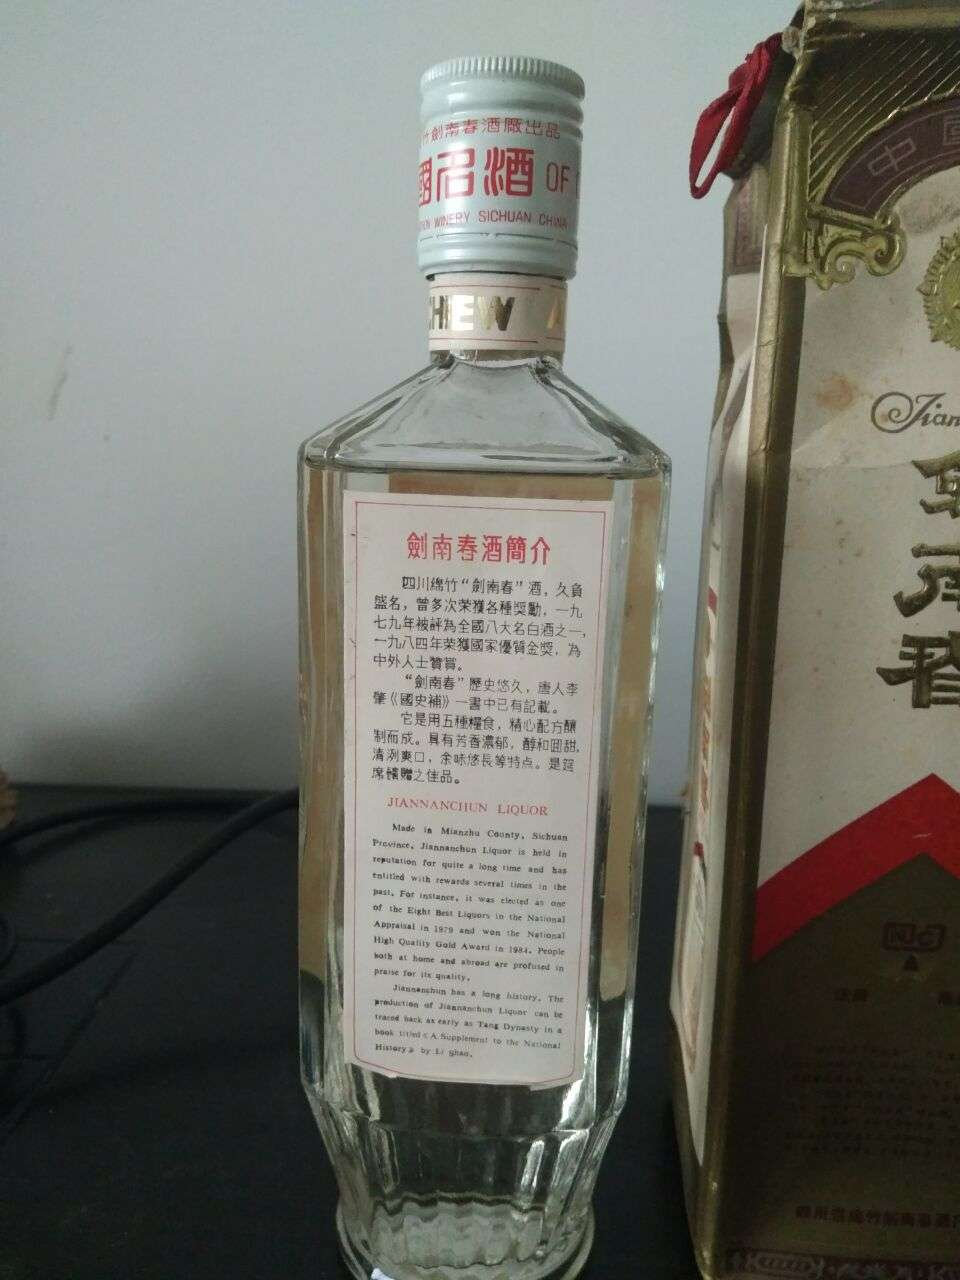 竹劍南春酒廠出品
國名酒 OF
WINERY SICHUAN CHINA
CHIEW A
劍南春酒簡介
四川綿竹“劍南春”酒，久負
盛名，曾多次榮獲各種獎勵，一九
七九年被評為全國八大名白酒之一，
一九八四年榮獲國家優質金獎，為
中外人士贊賞。
“劍南春”歷史悠久，唐人李
肇《國史補》一書中已有記載。
它是用五種糧食，精心配方釀
制而成。具有芳香濃郁，醇和回甜，
清洌爽口，余味悠長等特点。是筵
席饋贈之佳品。
JIANNANCHUN LIQUOR
Made in Mianzhu County, Sichuan
Province, Jiannanchun Liquor is held in
reputation for quite a long time and has
entitled with rewards several times in the
past. For instance, it was elected as one
of the Eight Best Liquors in the National
Appraisal in 1979 and won the National
High Quality Gold Award in 1984. People
both at home and abroad are profused in
praise for its quality.
Jiannanchun has a long history. The
production of Jiannanchun Liquor can be
traced back as early as Tang Dynasty in a
book titled《A Supplement to the National
History》 by Li ghao.
中國
Jian